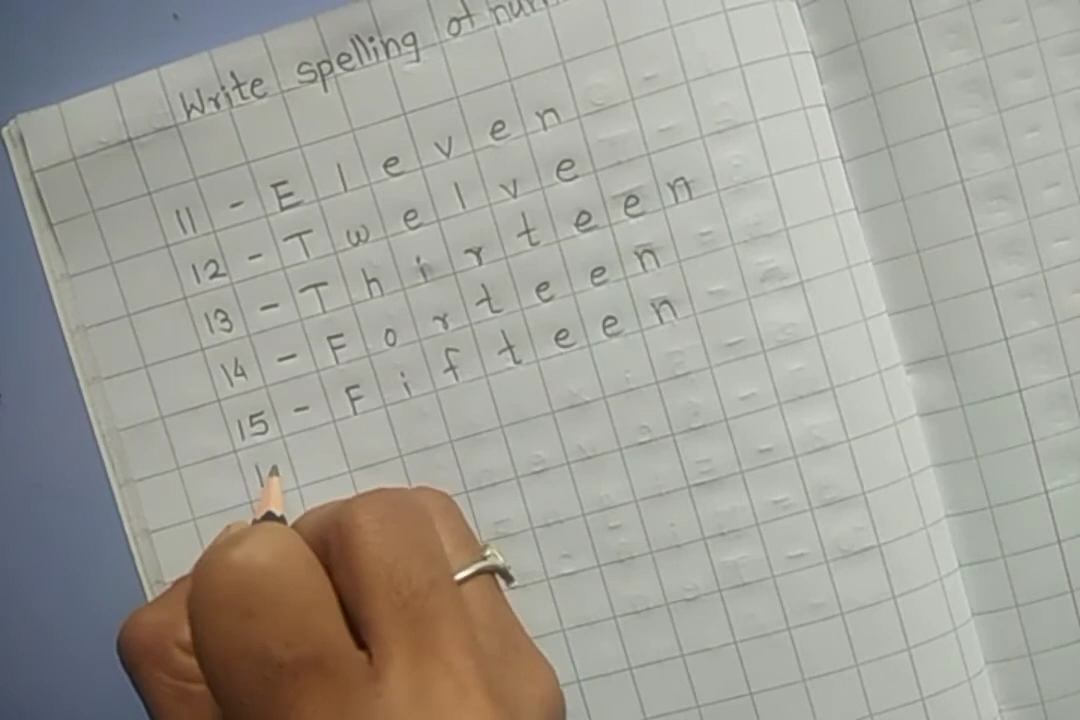 Write spelling of
11 - Eleven
12 - Twelve
13 - Thirteen
14 - Forteen
15 - Fifteen